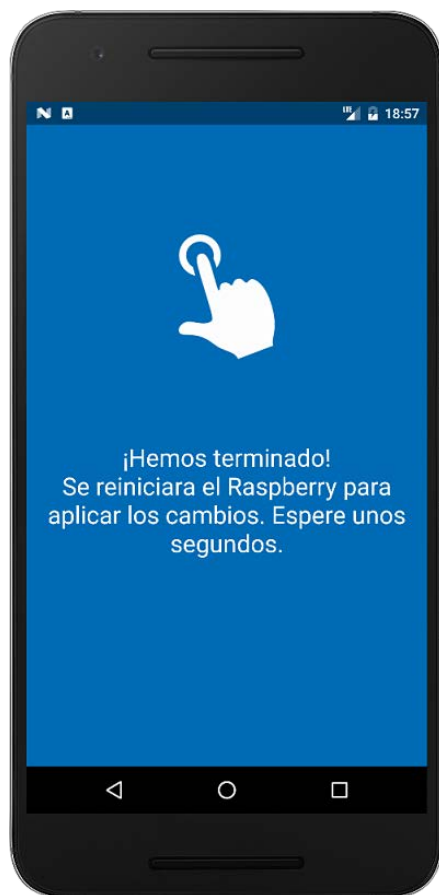 18:57
¡Hemos terminado!
Se reiniciara el Raspberry para
aplicar los cambios. Espere unos
segundos.